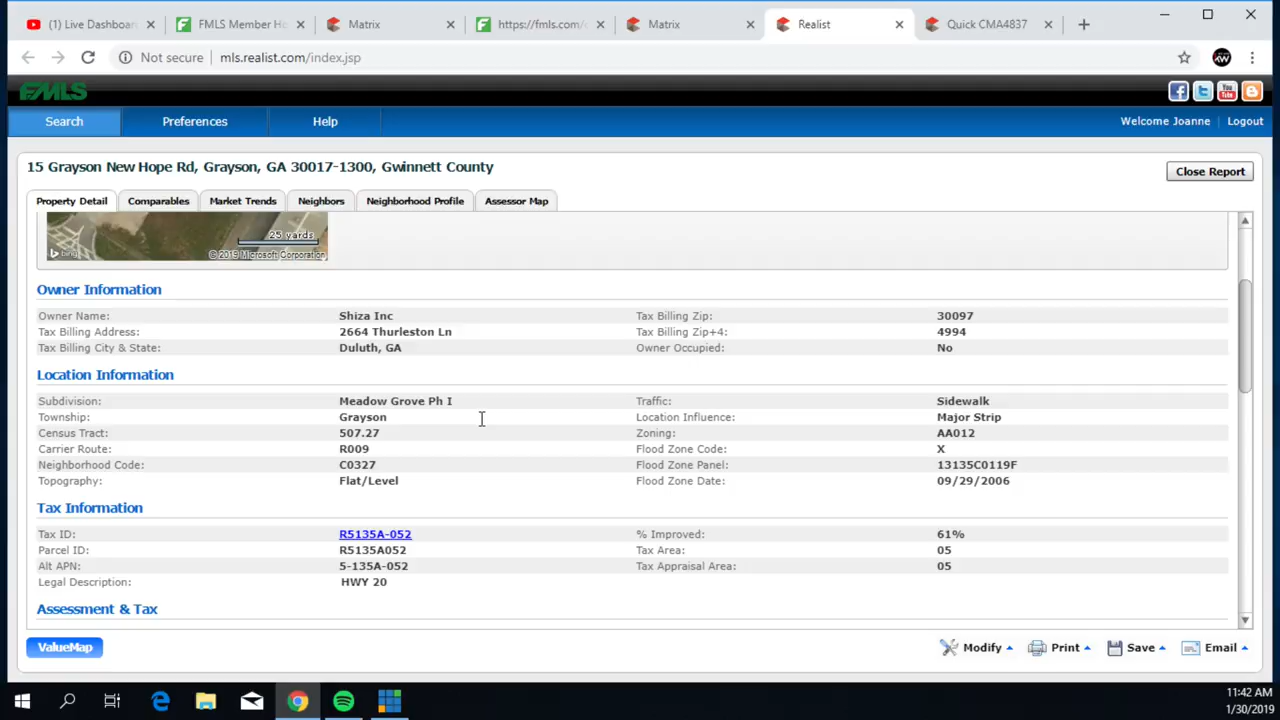 (1) Live Dashboar
FMLS Member Ho
Matrix
https://fmls.com/
Matrix
Realist
Quick CMA4837
Not secure
mls.realist.com/index.jsp
KW
FMLS
Search
Preferences
Help
Welcome Joanne | Logout
15 Grayson New Hope Rd, Grayson, GA 30017-1300, Gwinnett County
Close Report
Property Detail
Comparables
Market Trends
Neighbors
Neighborhood Profile
Assessor Map
25 yards
bing
© 2015 Microsoft Corporation
Owner Information
Owner Name: Shiza Inc Tax Billing Zip: 30097
Tax Billing Address: 2664 Thurleston Ln Tax Billing Zip+4: 4994
Tax Billing City & State: Duluth, GA Owner Occupied: No
Location Information
Subdivision: Meadow Grove Ph I Traffic: Sidewalk
Township: Grayson Location Influence: Major Strip
Census Tract: 507.27 Zoning: AA012
Carrier Route: R009 Flood Zone Code: X
Neighborhood Code: C0327 Flood Zone Panel: 13135C0119F
Topography: Flat/Level Flood Zone Date: 09/29/2006
Tax Information
Tax ID: R5135A-052 % Improved: 61%
Parcel ID: R5135A052 Tax Area: 05
Alt APN: 5-135A-052 Tax Appraisal Area: 05
Legal Description: HWY 20
Assessment & Tax
ValueMap
Modify
Print
Save
Email
11:42 AM
1/30/2019